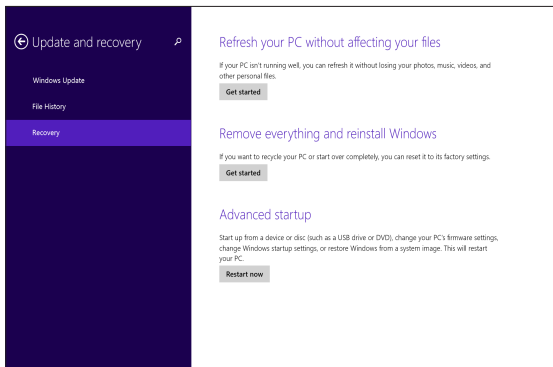 Update and recovery
Windows Update
File History
Recovery
Refresh your PC without affecting your files
If your PC isn't running well, you can refresh it without losing your photos, music, videos, and
other personal files.
Get started
Remove everything and reinstall Windows
If you want to recycle your PC or start over completely, you can reset it to its factory settings.
Get started
Advanced startup
Start up from a device or disc (such as a USB drive or DVD), change your PC's firmware settings,
change Windows startup settings, or restore Windows from a system image. This will restart
your PC.
Restart now